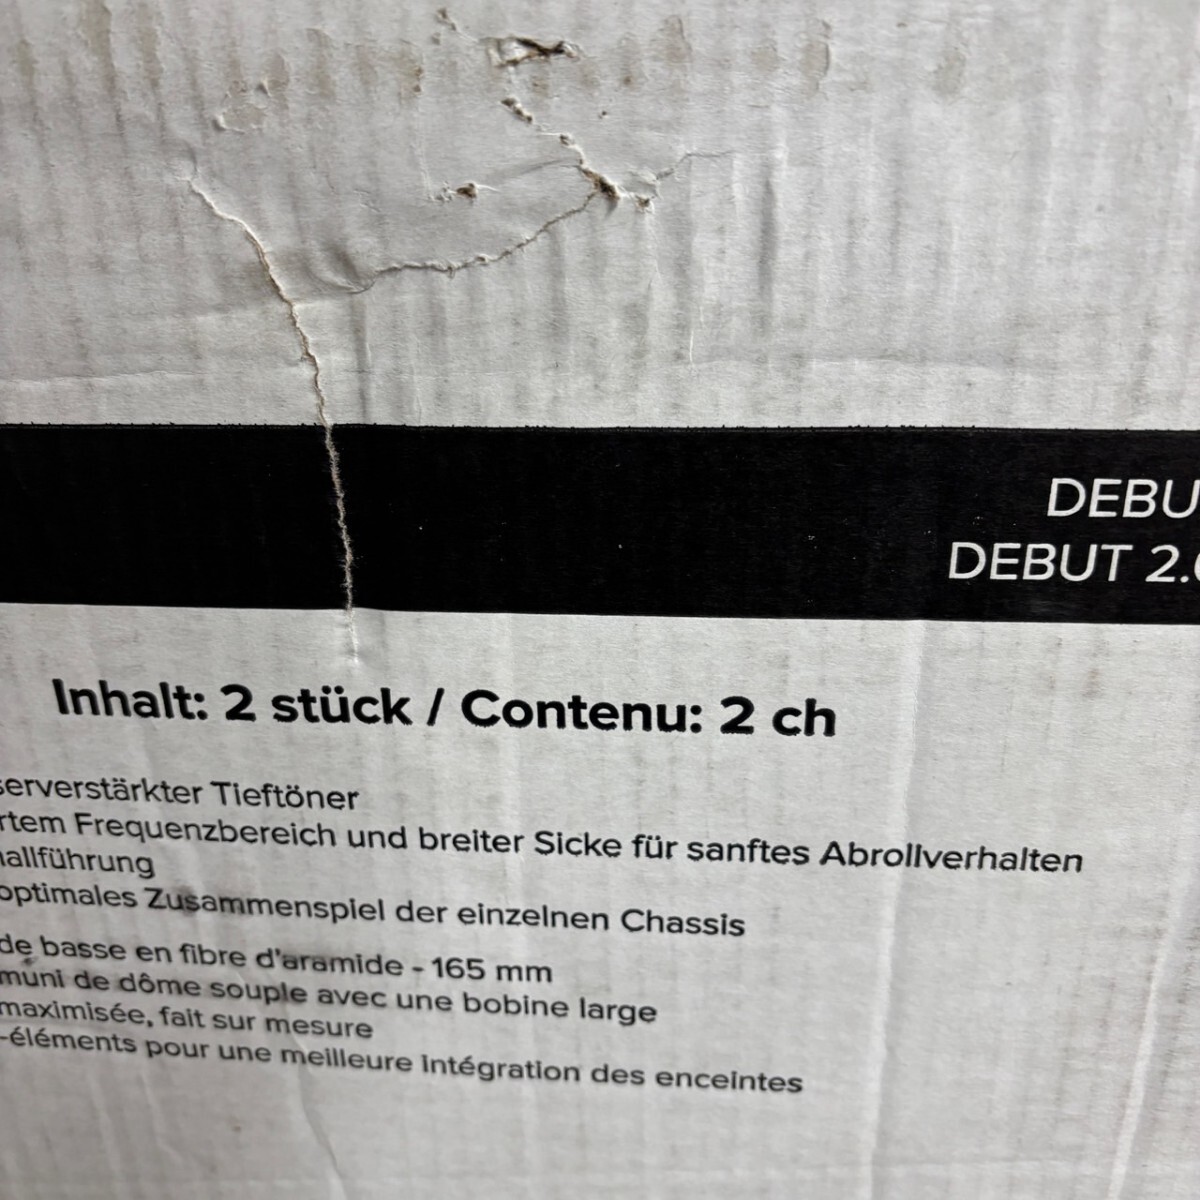 DEBU
DEBUT 2.
Inhalt: 2 stück / Contenu: 2 ch
serverstärkter Tieftöner
rtem Frequenzbereich und breiter Sicke für sanftes Abrollverhalten
allführung
optimales Zusammenspiel der einzelnen Chassis
de basse en fibre d'aramide - 165 mm
muni de dôme souple avec une bobine large
maximisée, fait sur mesure
-éléments pour une meilleure intégration des enceintes